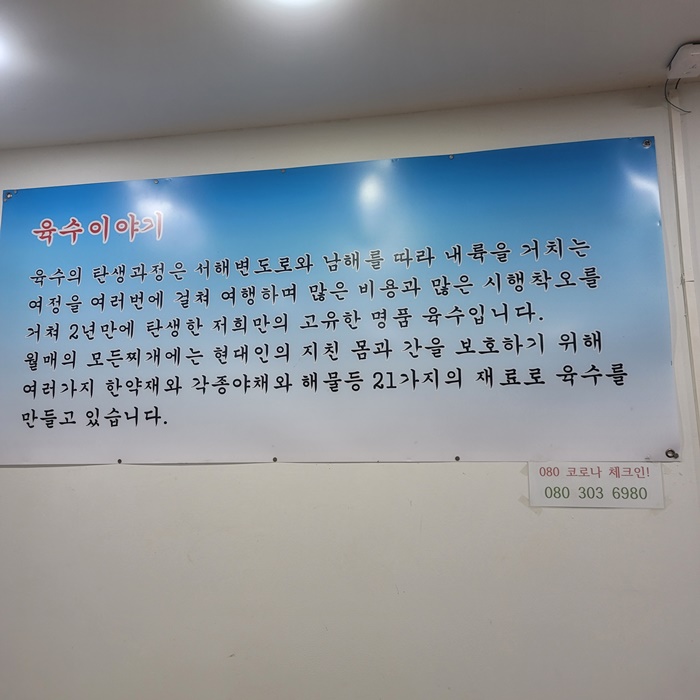 육수이야기
육수의 탄생과정은 서해변도로와 남해를 따라 내륙을 거치는
여정을 여러번에 걸쳐 여행하며 많은 비용과 많은 시행착오를
거쳐 2년만에 탄생한 저희만의 고유한 명품 육수입니다.
월매의 모든찌개에는 현대인의 지친 몸과 간을 보호하기 위해
여러가지 한약재와 각종야채와 해물등 21가지의 재료로 육수를
만들고 있습니다.
080 코로나 체크인!
080 303 6980